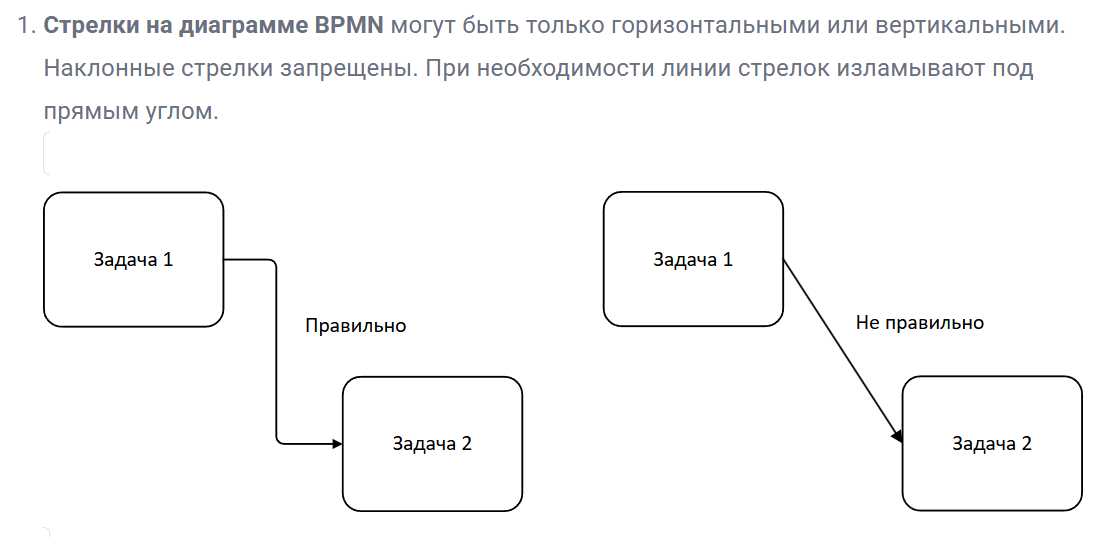 1. Стрелки на диаграмме BPMN могут быть только горизонтальными или вертикальными.
Наклонные стрелки запрещены. При необходимости линии стрелок изламывают под
прямым углом.
Задача 1
Задача 1
Правильно
Не правильно
Задача 2
Задача 2